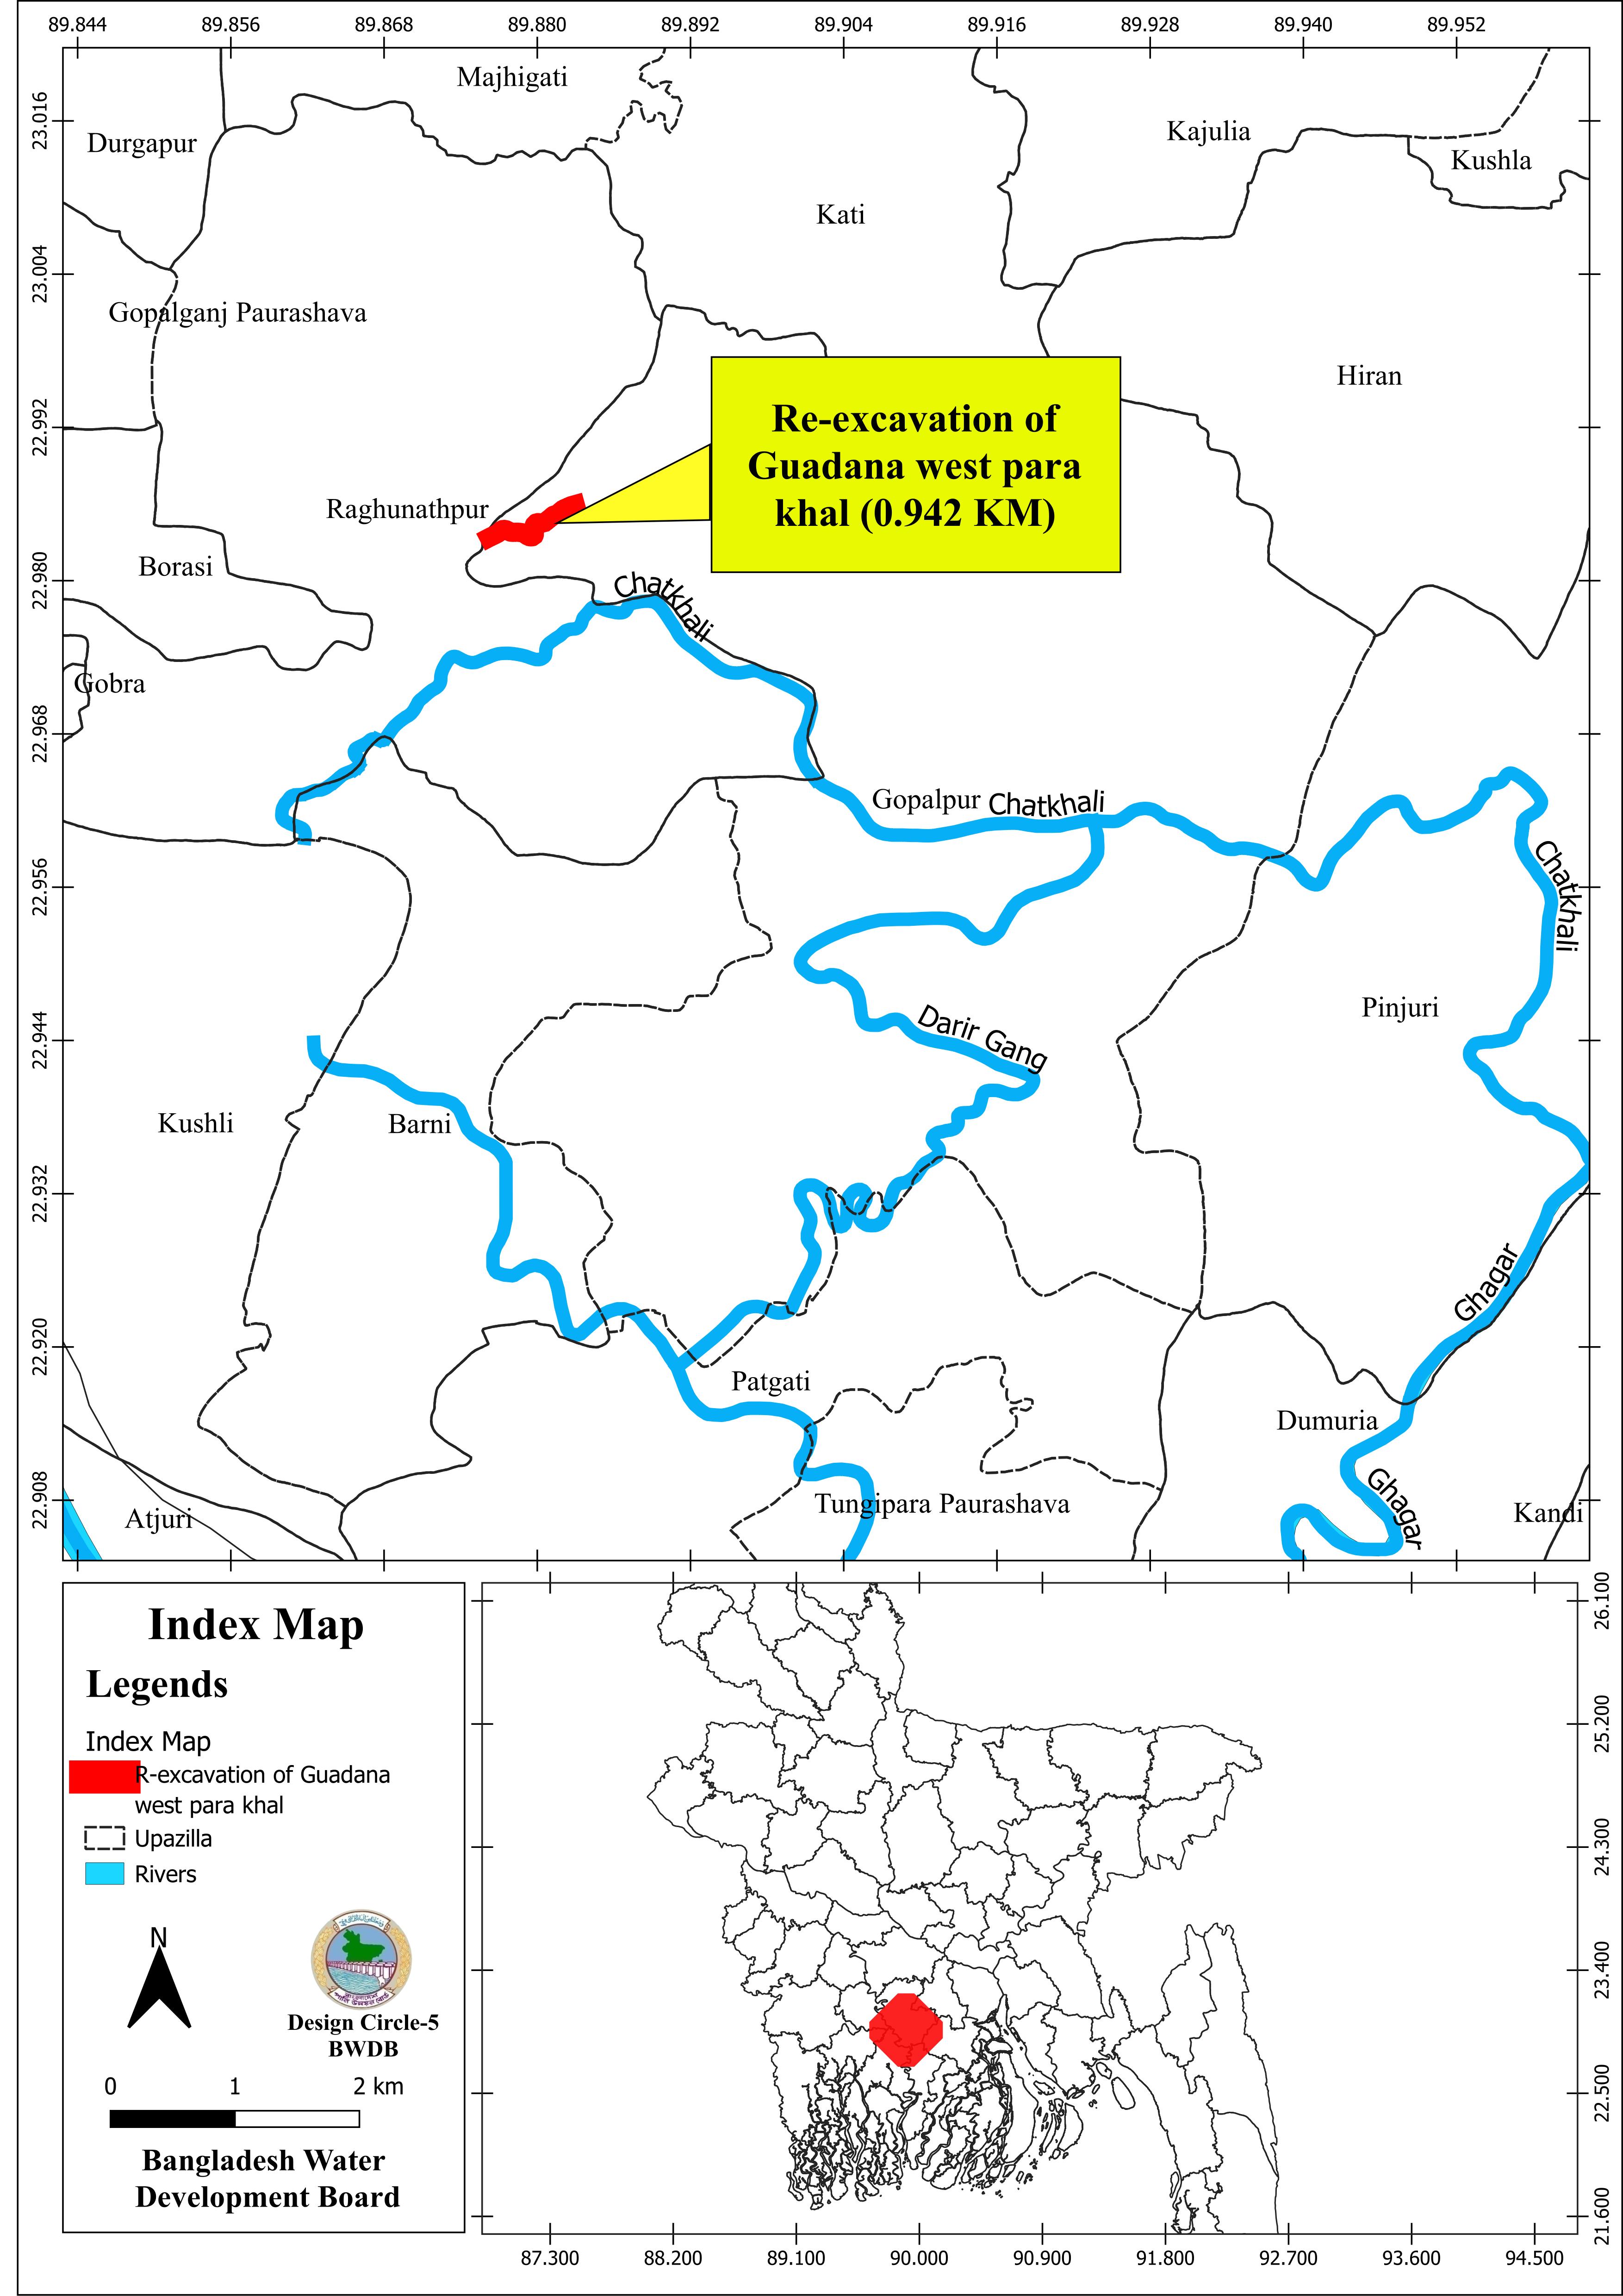 89.844 89.856 89.868 89.880 89.892 89.904 89.916 89.928 89.940 89.952
23.016
23.004
22.992
22.980
22.968
22.956
22.944
22.932
22.920
22.908
Majhigati
Durgapur
Kajulia
Kushla
Kati
Gopalganj Paurashava
Hiran
Re-excavation of
Guadana west para
khal (0.942 KM)
Raghunathpur
Borasi
Chatkhali
Gobra
Gopalpur
Chatkhali
Chatkhali
Pinjuri
Darir Gang
Kushli
Barni
Ghagar
Patgati
Dumuria
Ghagar
Tungipara Paurashava
Kandi
Atjuri
Index Map
Legends
Index Map
R-excavation of Guadana
west para khal
Upazilla
Rivers
N
Design Circle-5
BWDB
0 1 2 km
Bangladesh Water
Development Board
26.100
25.200
24.300
23.400
22.500
21.600
87.300 88.200 89.100 90.000 90.900 91.800 92.700 93.600 94.500